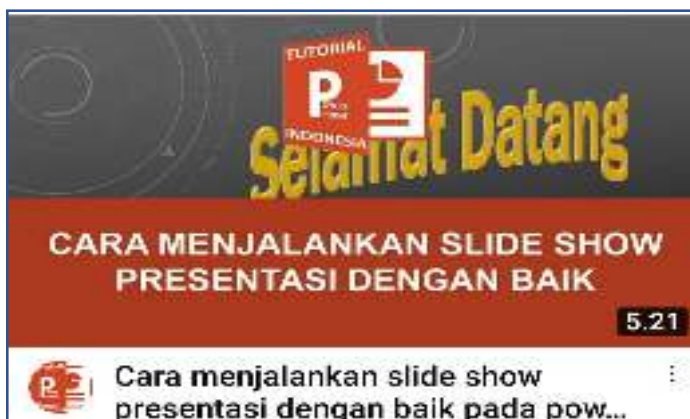 TUTORIAL
P
INDONESIA
Selamat Datang
CARA MENJALANKAN SLIDE SHOW
PRESENTASI DENGAN BAIK
5.21
Cara menjalankan slide show
presentasi dengan baik pada pow...